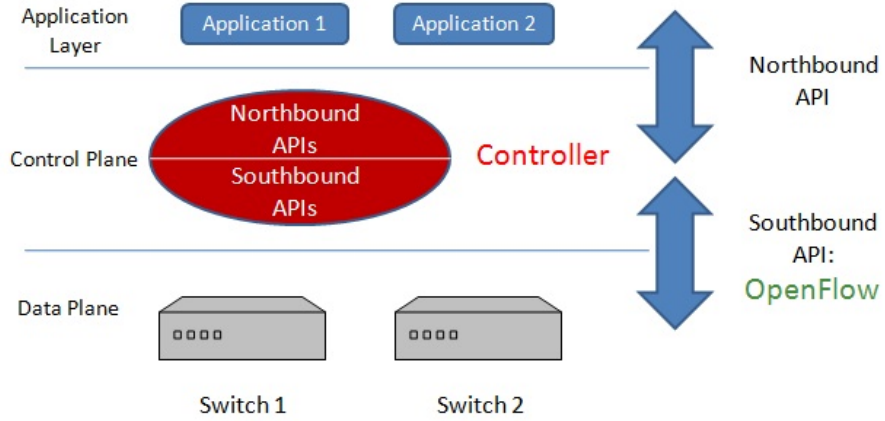 Application
Layer
Application 1
Application 2
Northbound
API
Northbound
APIs
Control Plane
Controller
Southbound
APIs
Southbound
API:
OpenFlow
Data Plane
Switch 1
Switch 2